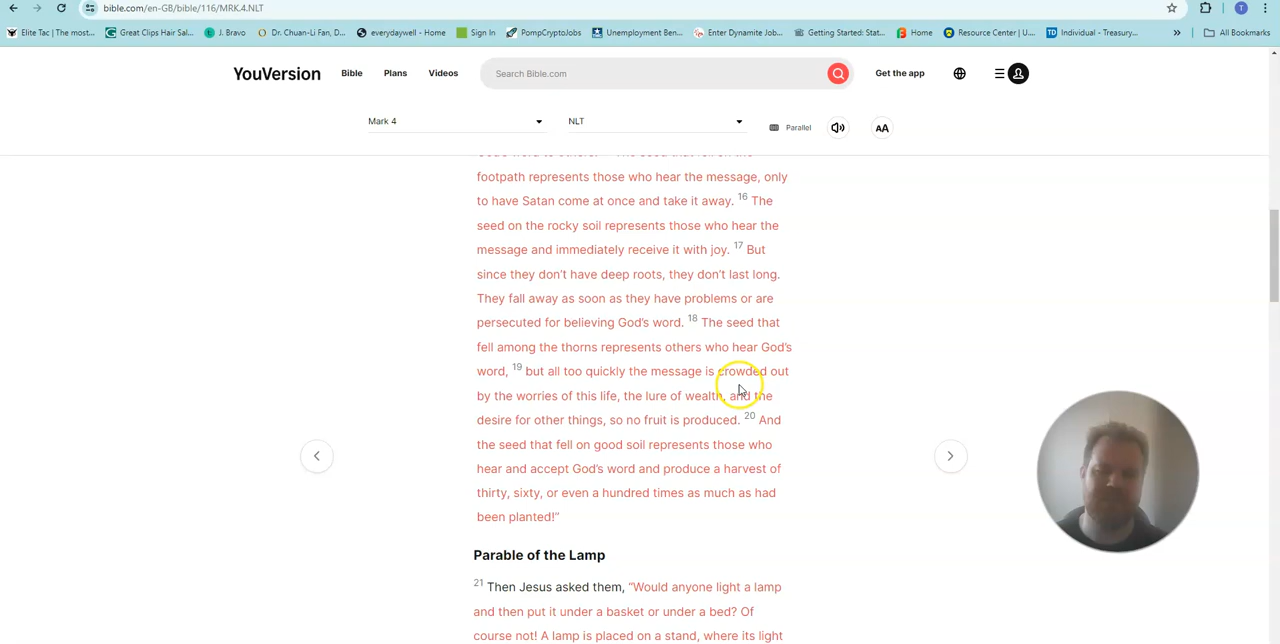 bible.com/en-GB/bible/116/MRK.4.NLT
T
Elite Tac | The most... Great Clips Hair Sal... J. Bravo Dr. Chuan-Li Fan, D... everydaywell - Home Sign In PompCryptoJobs Unemployment Ben... Enter Dynamite Job... Getting Started: Stat... Home Resource Center | U.... Individual - Treasury... » All Bookmarks
YouVersion Bible Plans Videos Search Bible.com Get the app
Mark 4 NLT Parallel AA
footpath represents those who hear the message, only
to have Satan come at once and take it away. 16 The
seed on the rocky soil represents those who hear the
message and immediately receive it with joy. 17 But
since they don't have deep roots, they don't last long.
They fall away as soon as they have problems or are
persecuted for believing God's word. 18 The seed that
fell among the thorns represents others who hear God's
word, 19 but all too quickly the message is crowded out
by the worries of this life, the lure of wealth, and the
desire for other things, so no fruit is produced. 20 And
the seed that fell on good soil represents those who
hear and accept God's word and produce a harvest of
thirty, sixty, or even a hundred times as much as had
been planted!"
Parable of the Lamp
21 Then Jesus asked them, "Would anyone light a lamp
and then put it under a basket or under a bed? Of
course not! A lamp is placed on a stand, where its light